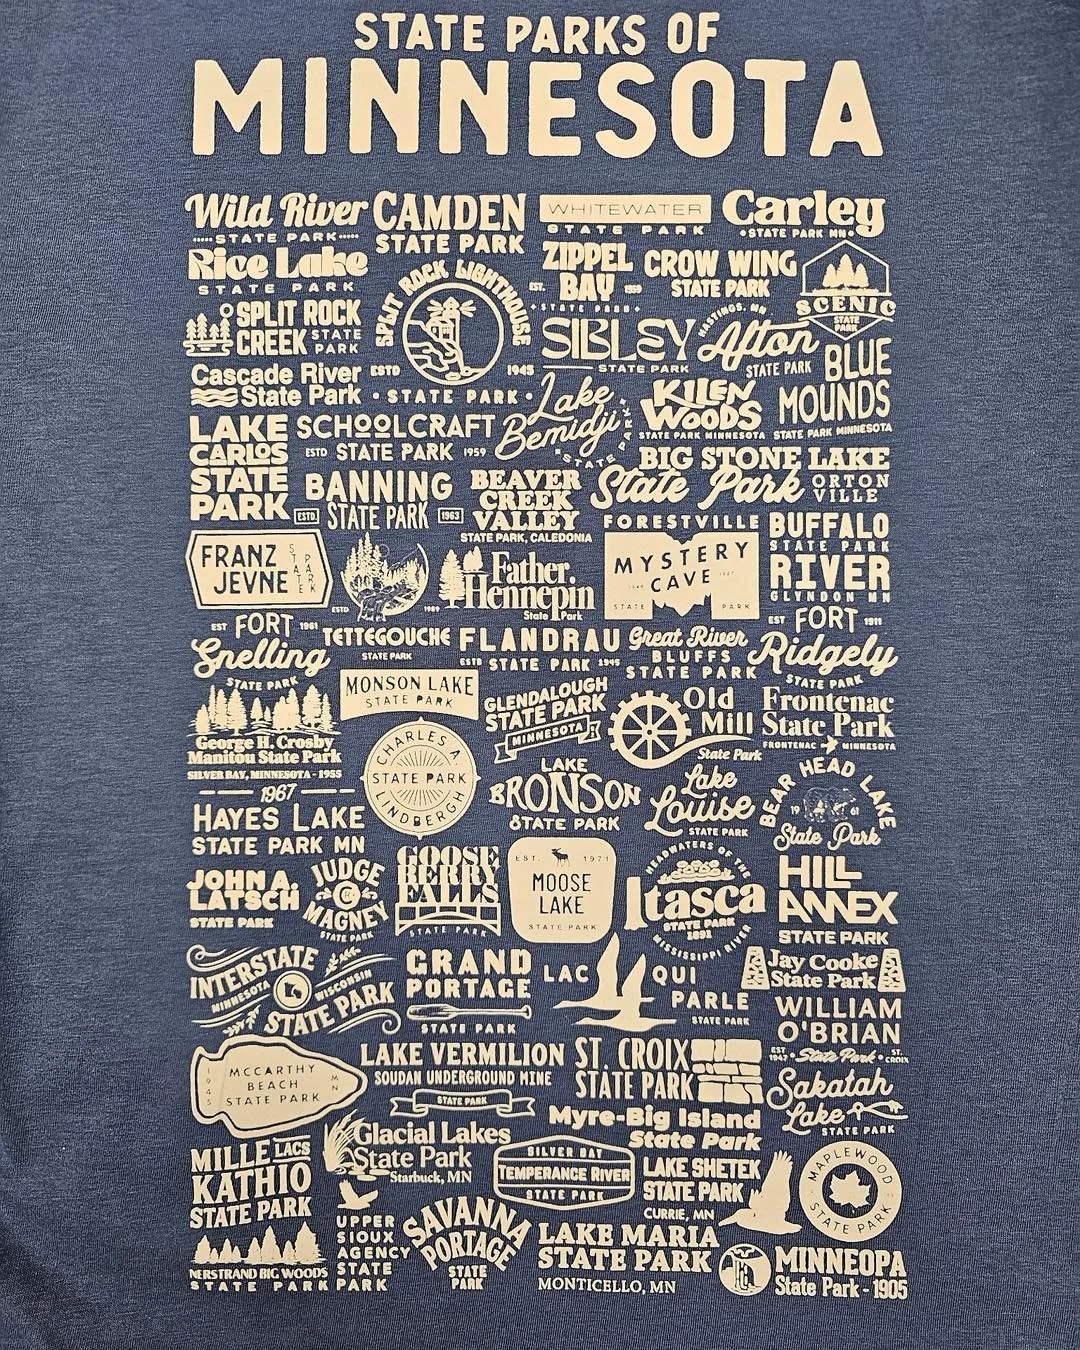 STATE PARKS OF
MINNESOTA
Wild River
STATE PARK
CAMDEN
STATE PARK
WHITEWATER
STATE PARK
Carley
STATE PARK MN
Rice Lake
STATE PARK
SPLIT ROCK LIGHTHOUSE
ESTD 1945
STATE PARK
ZIPPEL
EST. BAY
STATE PARK
CROW WING
STATE PARK
SCENIC
STATE
PARK
SPLIT ROCK
CREEK STATE
PARK
SIBLEY
STATE PARK
HASTINGS, MN
Afton
STATE PARK
BLUE
MOUNDS
STATE PARK MINNESOTA
Cascade River
State Park
Lake
Bemidji
STATE PARK
KILEN
WOODS
STATE PARK MINNESOTA
LAKE
CARLOS
STATE
PARK
SCHOOLCRAFT
ESTD STATE PARK 1959
BIG STONE LAKE
State Park ORTON
VILLE
BANNING
ESTD STATE PARK 1963
BEAVER
CREEK
VALLEY
STATE PARK, CALEDONIA
FORESTVILLE
MYSTERY
CAVE
STATE PARK
BUFFALO
STATE PARK
RIVER
GLYNDON MN
FRANZ
JEVNE
STATE PARK
ESTD 1989
Father
Hennepin
State Park
EST FORT 1961
Snelling
STATE PARK
TETTEGOUCHE
STATE PARK
FLANDRAU
ESTD STATE PARK 1945
Great River
BLUFFS
STATE PARK
EST FORT 1911
Ridgely
STATE PARK
MONSON LAKE
STATE PARK
GLENDALOUGH
STATE PARK
MINNESOTA
Old
Mill
State Park
Frontenac
State Park
FRONTENAC MINNESOTA
George H. Crosby
Manitou State Park
SILVER BAY, MINNESOTA - 1955
CHARLES A
STATE PARK
LINDBERGH
LAKE
BRONSON
STATE PARK
Lake
Louise
STATE PARK
BEAR HEAD LAKE
19 61
State Park
1967
HAYES LAKE
STATE PARK MN
JOHN A.
LATSCH
STATE PARK
JUDGE
MAGNEY
STATE PARK
GOOSE
BERRY
FALLS
STATE PARK
EST. 1971
MOOSE
LAKE
STATE PARK
HEADWATERS OF THE
Itasca
STATE PARK
1891
MISSISSIPPI RIVER
HILL
ANNEX
STATE PARK
INTERSTATE
MINNESOTA WISCONSIN
STATE PARK
GRAND
PORTAGE
STATE PARK
LAC QUI
PARLE
STATE PARK
Jay Cooke
State Park
WILLIAM
O'BRIAN
EST 1947 State Park ST. CROIX
1945 MCCARTHY MN
BEACH
STATE PARK
LAKE VERMILION
SOUDAN UNDERGROUND MINE
STATE PARK
ST. CROIX
STATE PARK
Sakatah
Lake
STATE PARK
Myre-Big Island
State Park
MILLE LACS
KATHIO
STATE PARK
Glacial Lakes
State Park
Starbuck, MN
SILVER BAY
TEMPERANCE RIVER
STATE PARK
LAKE SHETEK
STATE PARK
CURRIE, MN
MAPLEWOOD
STATE PARK
NERSTRAND BIG WOODS
STATE PARK
UPPER
SIOUX
AGENCY
STATE
PARK
SAVANNA
PORTAGE
STATE
PARK
LAKE MARIA
STATE PARK
MONTICELLO, MN
MINNEOPA
State Park - 1905